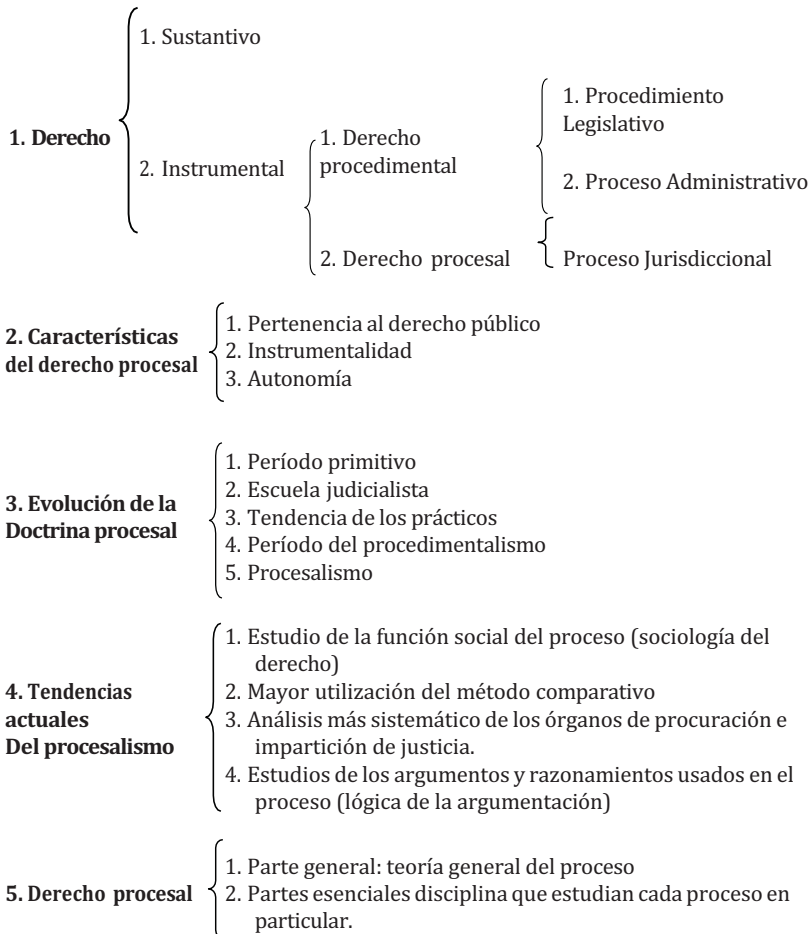 1. Derecho
1. Sustantivo
2. Instrumental
1. Derecho
procedimental
1. Procedimiento
Legislativo
2. Proceso Administrativo
2. Derecho procesal
Proceso Jurisdiccional
2. Características
del derecho procesal
1. Pertenencia al derecho público
2. Instrumentalidad
3. Autonomía
3. Evolución de la
Doctrina procesal
1. Período primitivo
2. Escuela judicialista
3. Tendencia de los prácticos
4. Período del procedimentalismo
5. Procesalismo
4. Tendencias
actuales
Del procesalismo
1. Estudio de la función social del proceso (sociología del
derecho)
2. Mayor utilización del método comparativo
3. Análisis más sistemático de los órganos de procuración e
impartición de justicia.
4. Estudios de los argumentos y razonamientos usados en el
proceso (lógica de la argumentación)
5. Derecho procesal
1. Parte general: teoría general del proceso
2. Partes esenciales disciplina que estudian cada proceso en
particular.